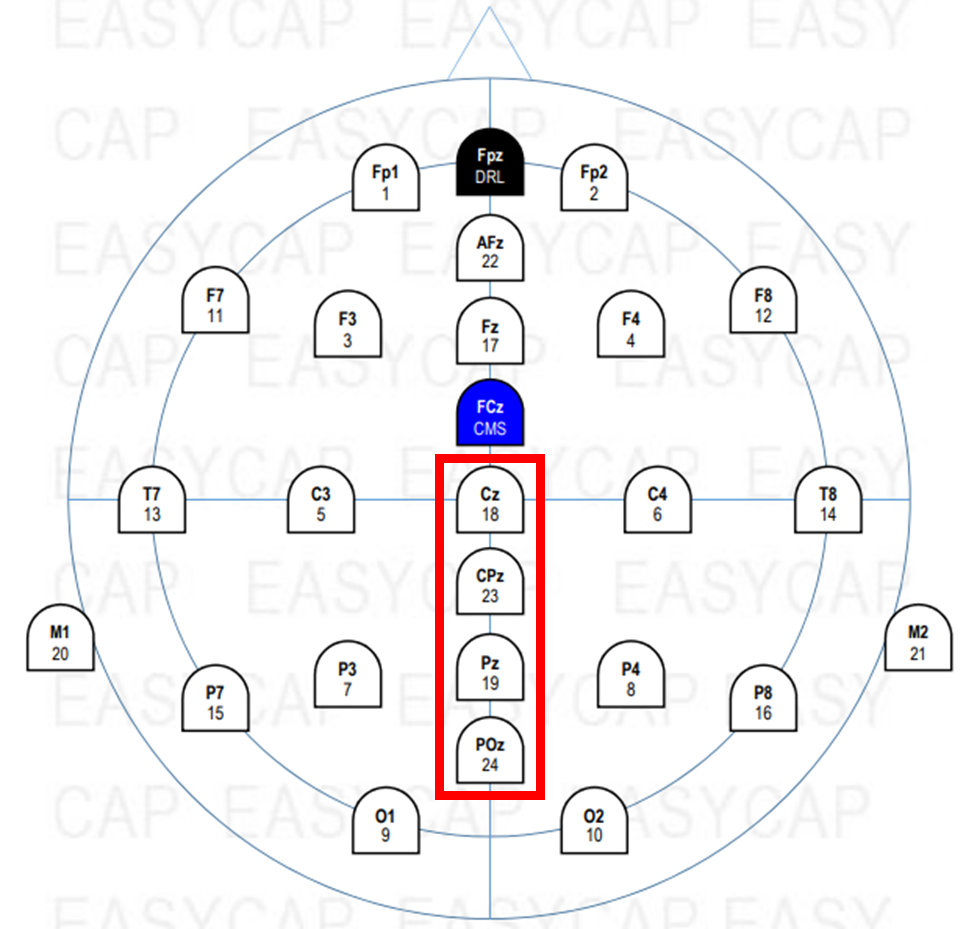 EASYCAP EASYCAP EASY
CAP EASYCAP EASYCAP
Fpz
DRL
Fp1
1
Fp2
2
AFz
22
EASYCAP EASYCAP EASY
F7
11
F8
12
F3
3
Fz
17
F4
4
CAP EASYCAP EASYCAP
FCz
CMS
EASYCAP EASYCAP EASY
T7
13
C3
5
Cz
18
C4
6
T8
14
CAP EASYCAP EASYCAP
CPz
23
M1
20
M2
21
P3
7
Pz
19
P4
8
EASYCAP EASYCAP EASY
P7
15
P8
16
POz
24
CAP EASYCAP EASYCAP
O1
9
O2
10
EASYCAP EASYCAP EASY